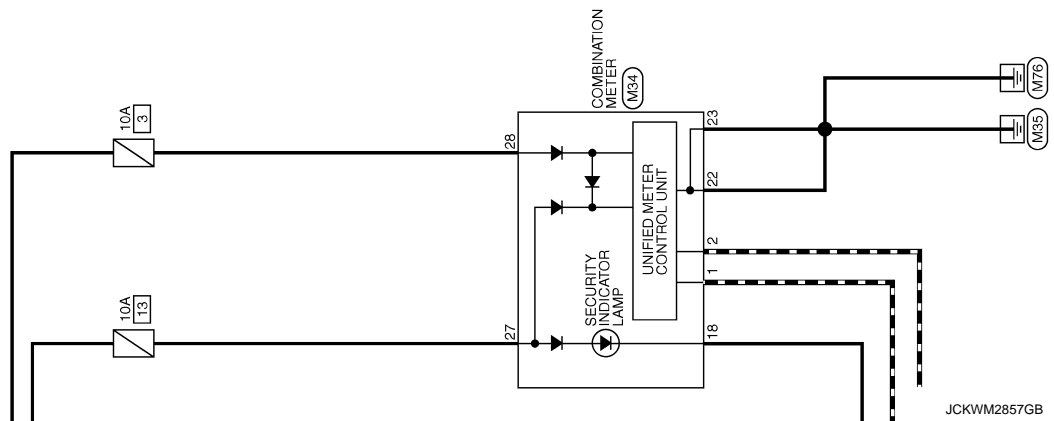 COMBINATION
METER
M34
10A
3
28
23
M76
M35
22
UNIFIED METER
CONTROL UNIT
2
1
SECURITY
INDICATOR
LAMP
10A
13
27
18
JCKWM2857GB